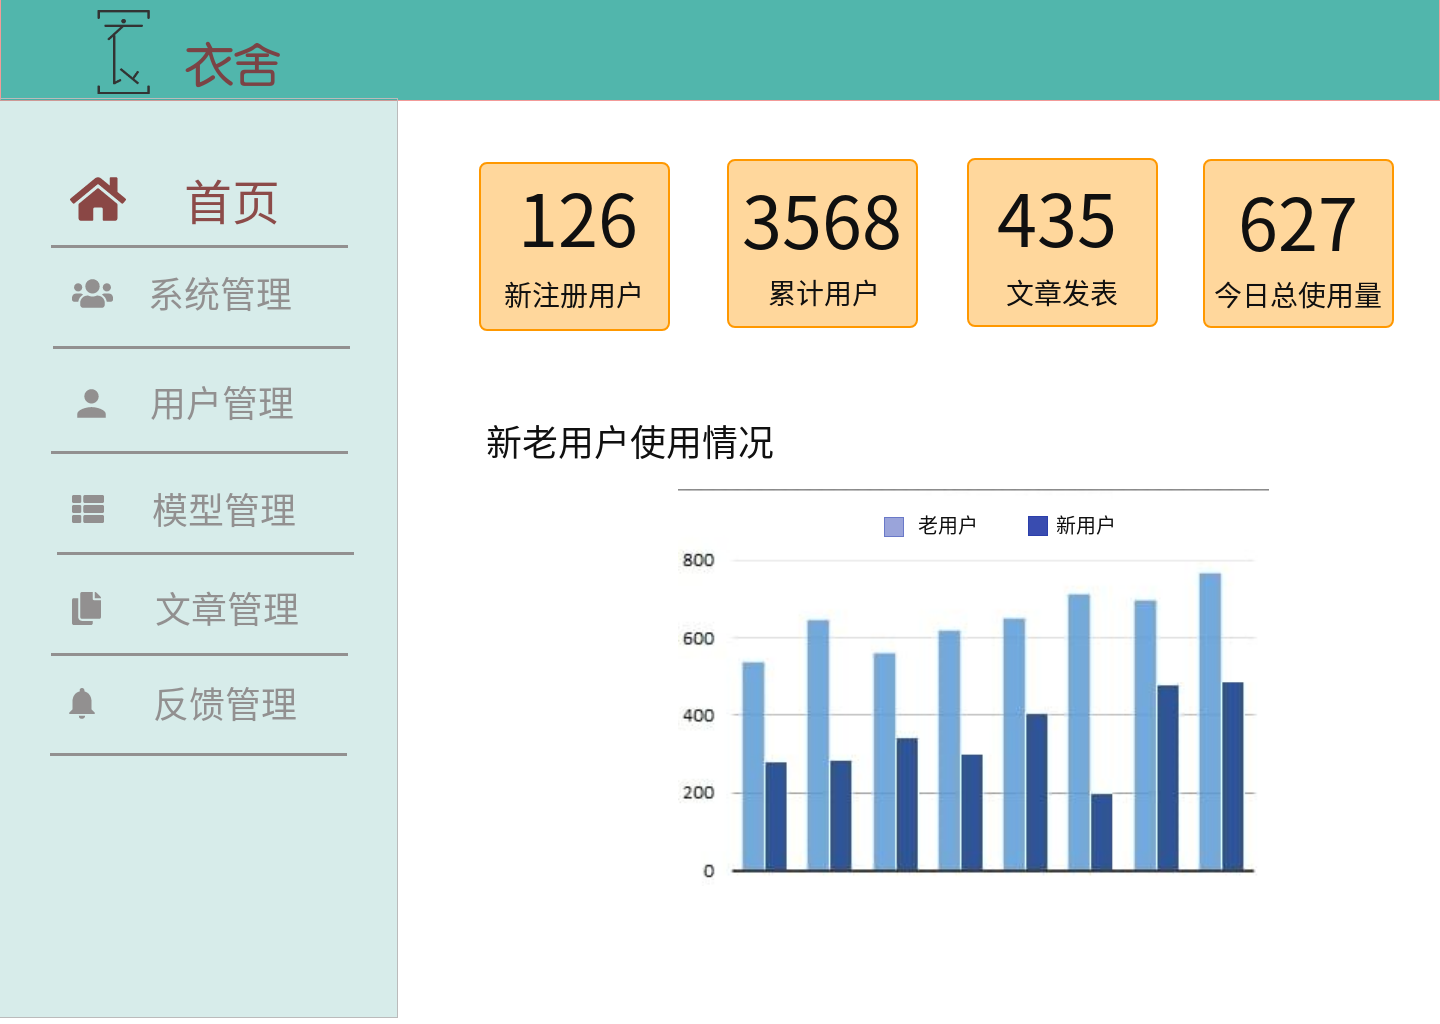 衣舍
首页
系统管理
用户管理
模型管理
文章管理
反馈管理
126
新注册用户
3568
累计用户
435
文章发表
627
今日总使用量
新老用户使用情况
老用户 新用户
800
600
400
200
0